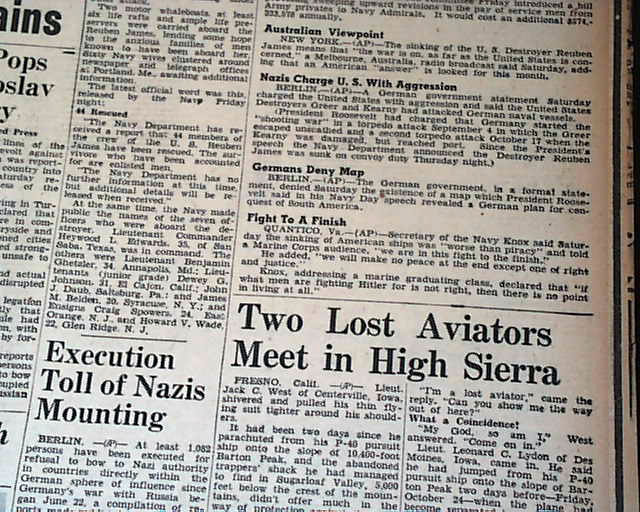 ains
Pops
oslav
y
ed Press
Two motor whaleboats, at least
six life rafts and ample life pre-
servers were carried aboard the
Reuben James, lending some hope
to the anxious families of men
known to have been aboard her.
Sixty Navy wives clustered around
newspaper and telegraph offices
at Portland, Me., awaiting additional
information.
The latest official word was this,
released by the Navy Friday
night:
44 Rescued
"The Navy Department has re-
ceived a report that 44 members of
the crew of the U. S. S. Reuben
James have been rescued. The sur-
vivors who have been accounted
for are enlisted men.
"The Navy Department has no
further information at this time,
but additional details will be re-
leased when received."
At the same time, the Navy made
public the names of the seven of-
ficers who were aboard the de-
stroyer. Lieutenant Commander
Heywood L. Edwards, 35, of San
Saba, Texas, was in command. The
others were Lieutenant Benjamin
Ghetzler, 34, Annapolis, Md.; Lieu-
tenants (junior grade) Dewey G.
Johnson, 31, El Cajon, Calif.; John
J. Daub, Saltsburg, Pa.; and James
M. Belden, 30, Syracuse, N. Y.; and
Ensigns Craig Spowers, 24, East
Orange, N. J., and Howard V. Wade,
22, Glen Ridge, N. J.
Execution
Toll of Nazis
Mounting
BERLIN. —(AP)— At least 1,082
persons have been executed for
refusal to bow to Nazi authority
in countries directly within the
German sphere of influence since
Germany's war with Russia be-
gan June 22, a compilation of re-
sweeping upward revisions in the pay of service men from
Army privates to Navy Admirals. It would cost an additional
annually.
Australian Viewpoint
NEW YORK.—(AP)—The sinking of the U. S. Destroyer Reuben
James means that "the war is on, as far as the United States is con-
cerned," a Melbourne, Australia, radio broadcast said Saturday, add-
ing that an American "answer" is looked for this month.
Nazis Charge U. S. With Aggression
BERLIN.—(AP)—A German government statement Saturday
charged the United States with aggression and said the United States
Destroyers Greer and Kearny had attacked German naval vessels.
(President Roosevelt had charged that Germany started the
"shooting war" in a torpedo attack September 4 in which the Greer
escaped unscathed and a second torpedo attack October 17 when the
Kearny was damaged, but reached port. Since the President's
speech the Navy Department announced the Destroyer Reuben
James was sunk on convoy duty Thursday night.)
Germans Deny Map
BERLIN.—(AP)—The German government, in a formal state-
ment, denied Saturday the existence of a map which President Roose-
velt said in his Navy Day speech revealed a German plan for con-
quest of South America.
Fight To A Finish
QUANTICO, Va.—(AP)—Secretary of the Navy Knox said Satur-
day the sinking of American ships was "worse than piracy" and told
a Marine Corps audience, "we are in this fight to the finish."
He added, "we will make no peace at the end except one of right
and justice."
Knox, addressing a marine graduating class, declared that "if
what men are fighting Hitler for is not right, then there is no point
in living at all."
Two Lost Aviators
Meet in High Sierra
FRESNO, Calif. —(AP)— Lieut.
Jack C. West of Centerville, Iowa,
shivered and pulled his thin fly-
ing suit tighter around his should-
ers.
It had been two days since he
parachuted from his P-40 pursuit
ship onto the slope of 10,400-foot
Barton Peak, and the abandoned
trappers' shack he had managed
to find in Sugarloaf Valley, 5,000
feet below the crest of the moun-
tains, didn't offer much in the
way of protection
"I'm a lost aviator," came the
reply. "Can you show me the way
out of here?"
What a Coincidence!
"My God, so am I," West
answered. "Come on in."
Lieut. Leonard C. Lydon of Des
Moines, Iowa, came in. He said
he had jumped from his P-40
pursuit ship onto the slope of Bar-
ton Peak two days before—Friday,
October 24—when the plane had
become